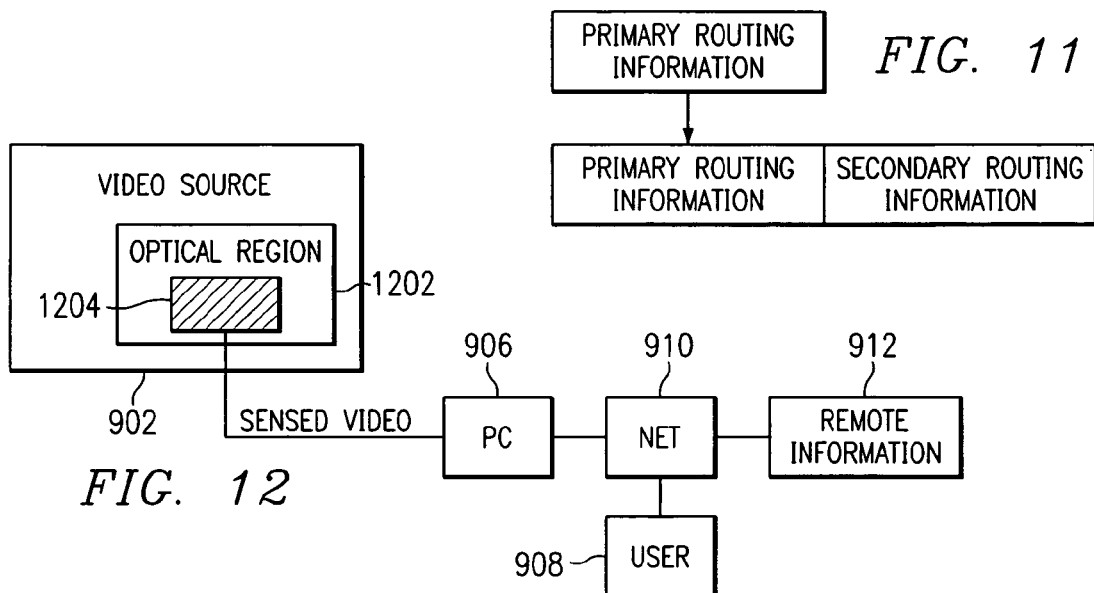 PRIMARY ROUTING
INFORMATION
FIG. 11
PRIMARY ROUTING
INFORMATION
SECONDARY ROUTING
INFORMATION
VIDEO SOURCE
OPTICAL REGION
1204
1202
902
SENSED VIDEO
906
PC
910
NET
912
REMOTE
INFORMATION
908
USER
FIG. 12